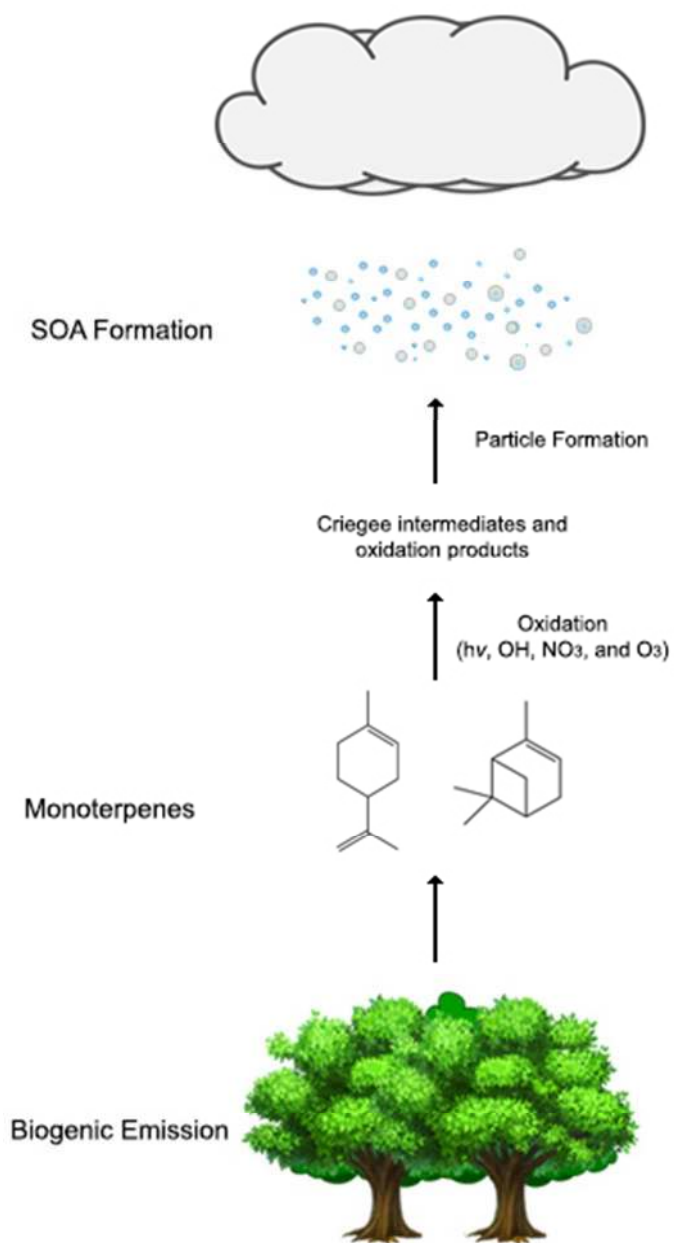 SOA Formation
Particle Formation
Criegee intermediates and
oxidation products
Oxidation
(hv, OH, NO3, and O3)
Monoterpenes
Biogenic Emission